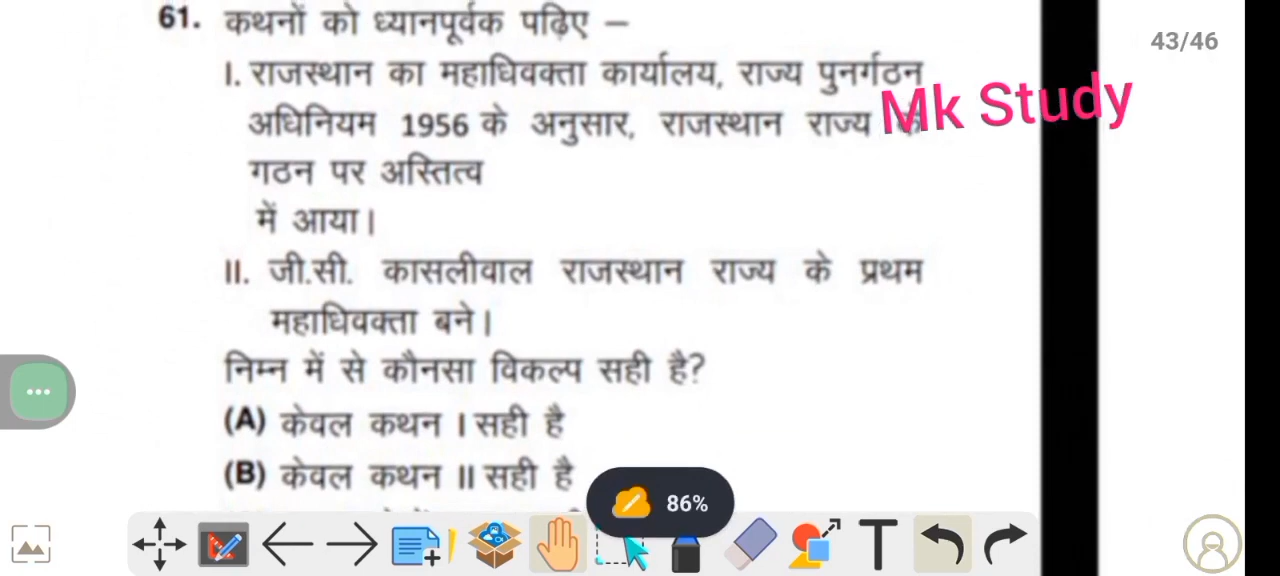 43/46
61. कथनों को ध्यानपूर्वक पढ़िए –
I. राजस्थान का महाधिवक्ता कार्यालय, राज्य पुनर्गठन
अधिनियम 1956 के अनुसार, राजस्थान राज्य
Mk Study
गठन पर अस्तित्व
में आया।
II. जी.सी. कासलीवाल राजस्थान राज्य के प्रथम
महाधिवक्ता बने।
निम्न में से कौनसा विकल्प सही है?
(A) केवल कथन I सही है
(B) केवल कथन II सही है
86%
T